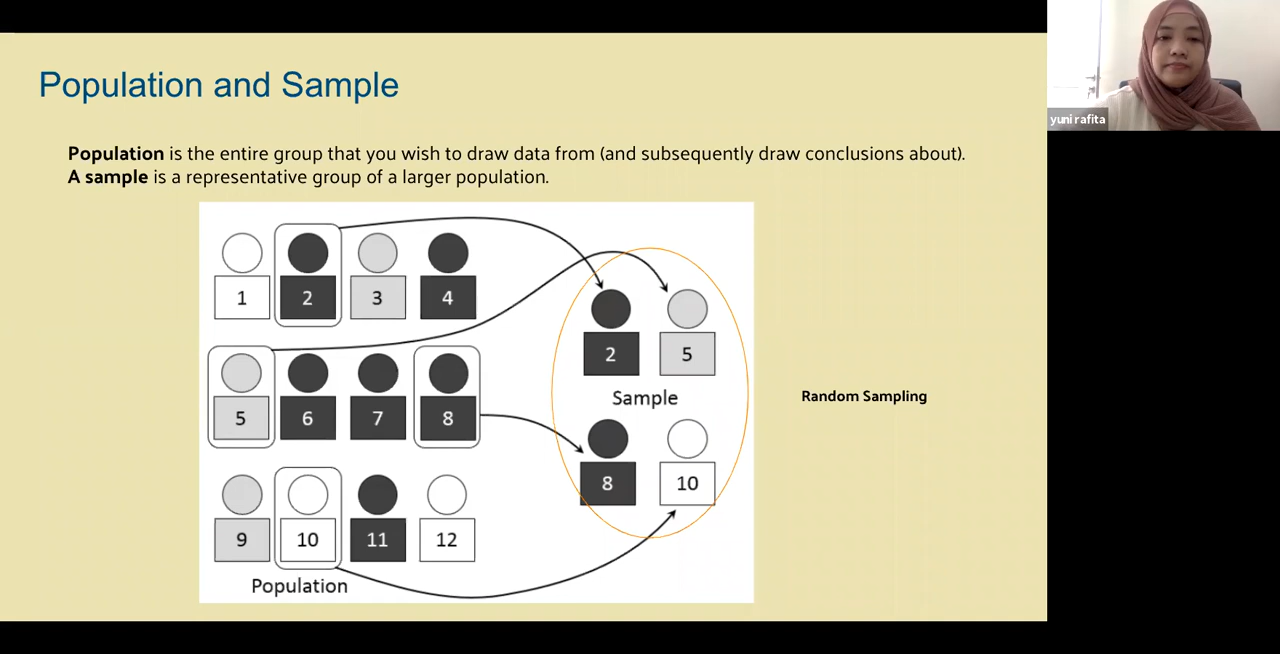 Population and Sample
yuni rafita
Population is the entire group that you wish to draw data from (and subsequently draw conclusions about).
A sample is a representative group of a larger population.
1 2 3 4
2 5
5 6 7 8
Sample
Random Sampling
8 10
9 10 11 12
Population